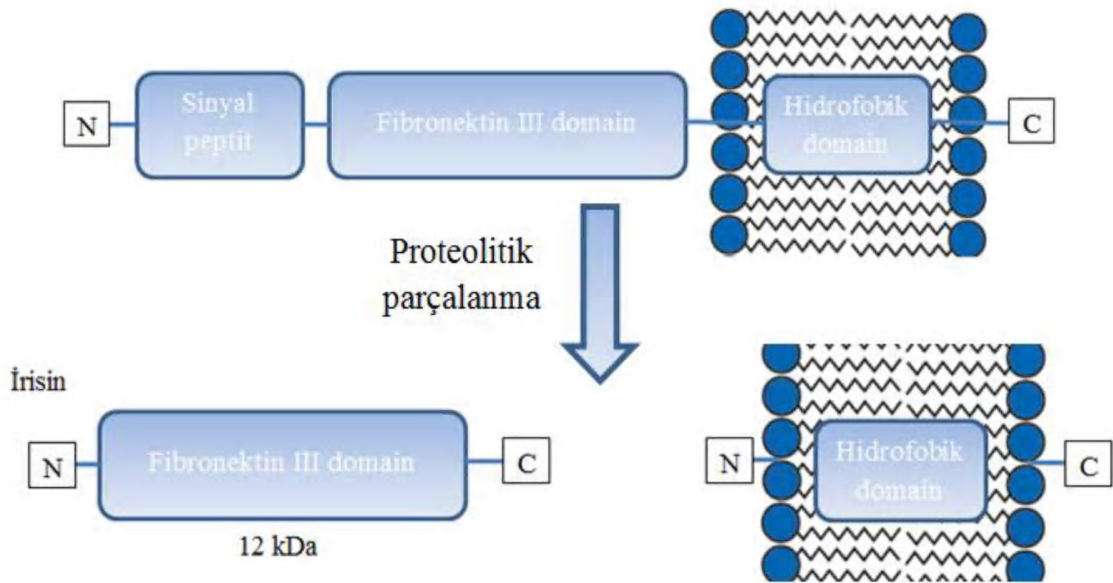 N
Sinyal
peptit
Fibronektin III domain
Hidrofobik
domain
C
Proteolitik
parçalanma
İrisin
N
Fibronektin III domain
C
12 kDa
N
Hidrofobik
domain
C